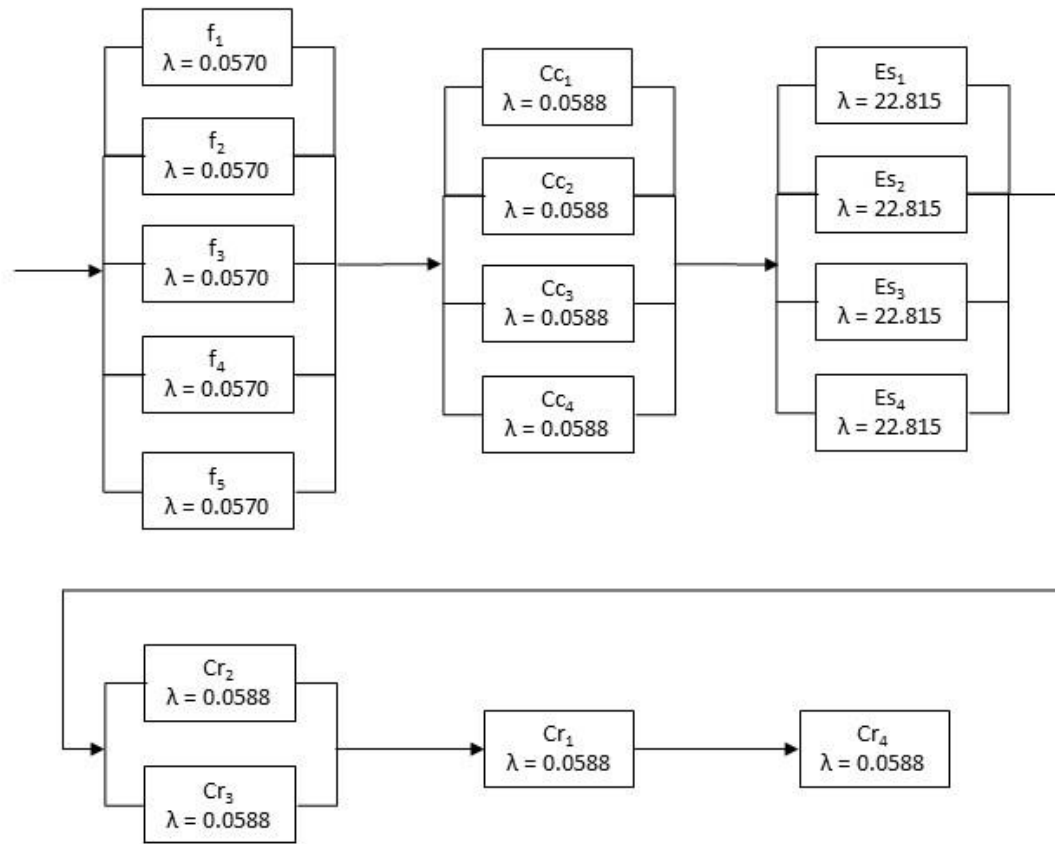 f₁
λ = 0.0570
f₂
λ = 0.0570
f₃
λ = 0.0570
f₄
λ = 0.0570
f₅
λ = 0.0570
Cc₁
λ = 0.0588
Cc₂
λ = 0.0588
Cc₃
λ = 0.0588
Cc₄
λ = 0.0588
Es₁
λ = 22.815
Es₂
λ = 22.815
Es₃
λ = 22.815
Es₄
λ = 22.815
Cr₂
λ = 0.0588
Cr₃
λ = 0.0588
Cr₁
λ = 0.0588
Cr₄
λ = 0.0588